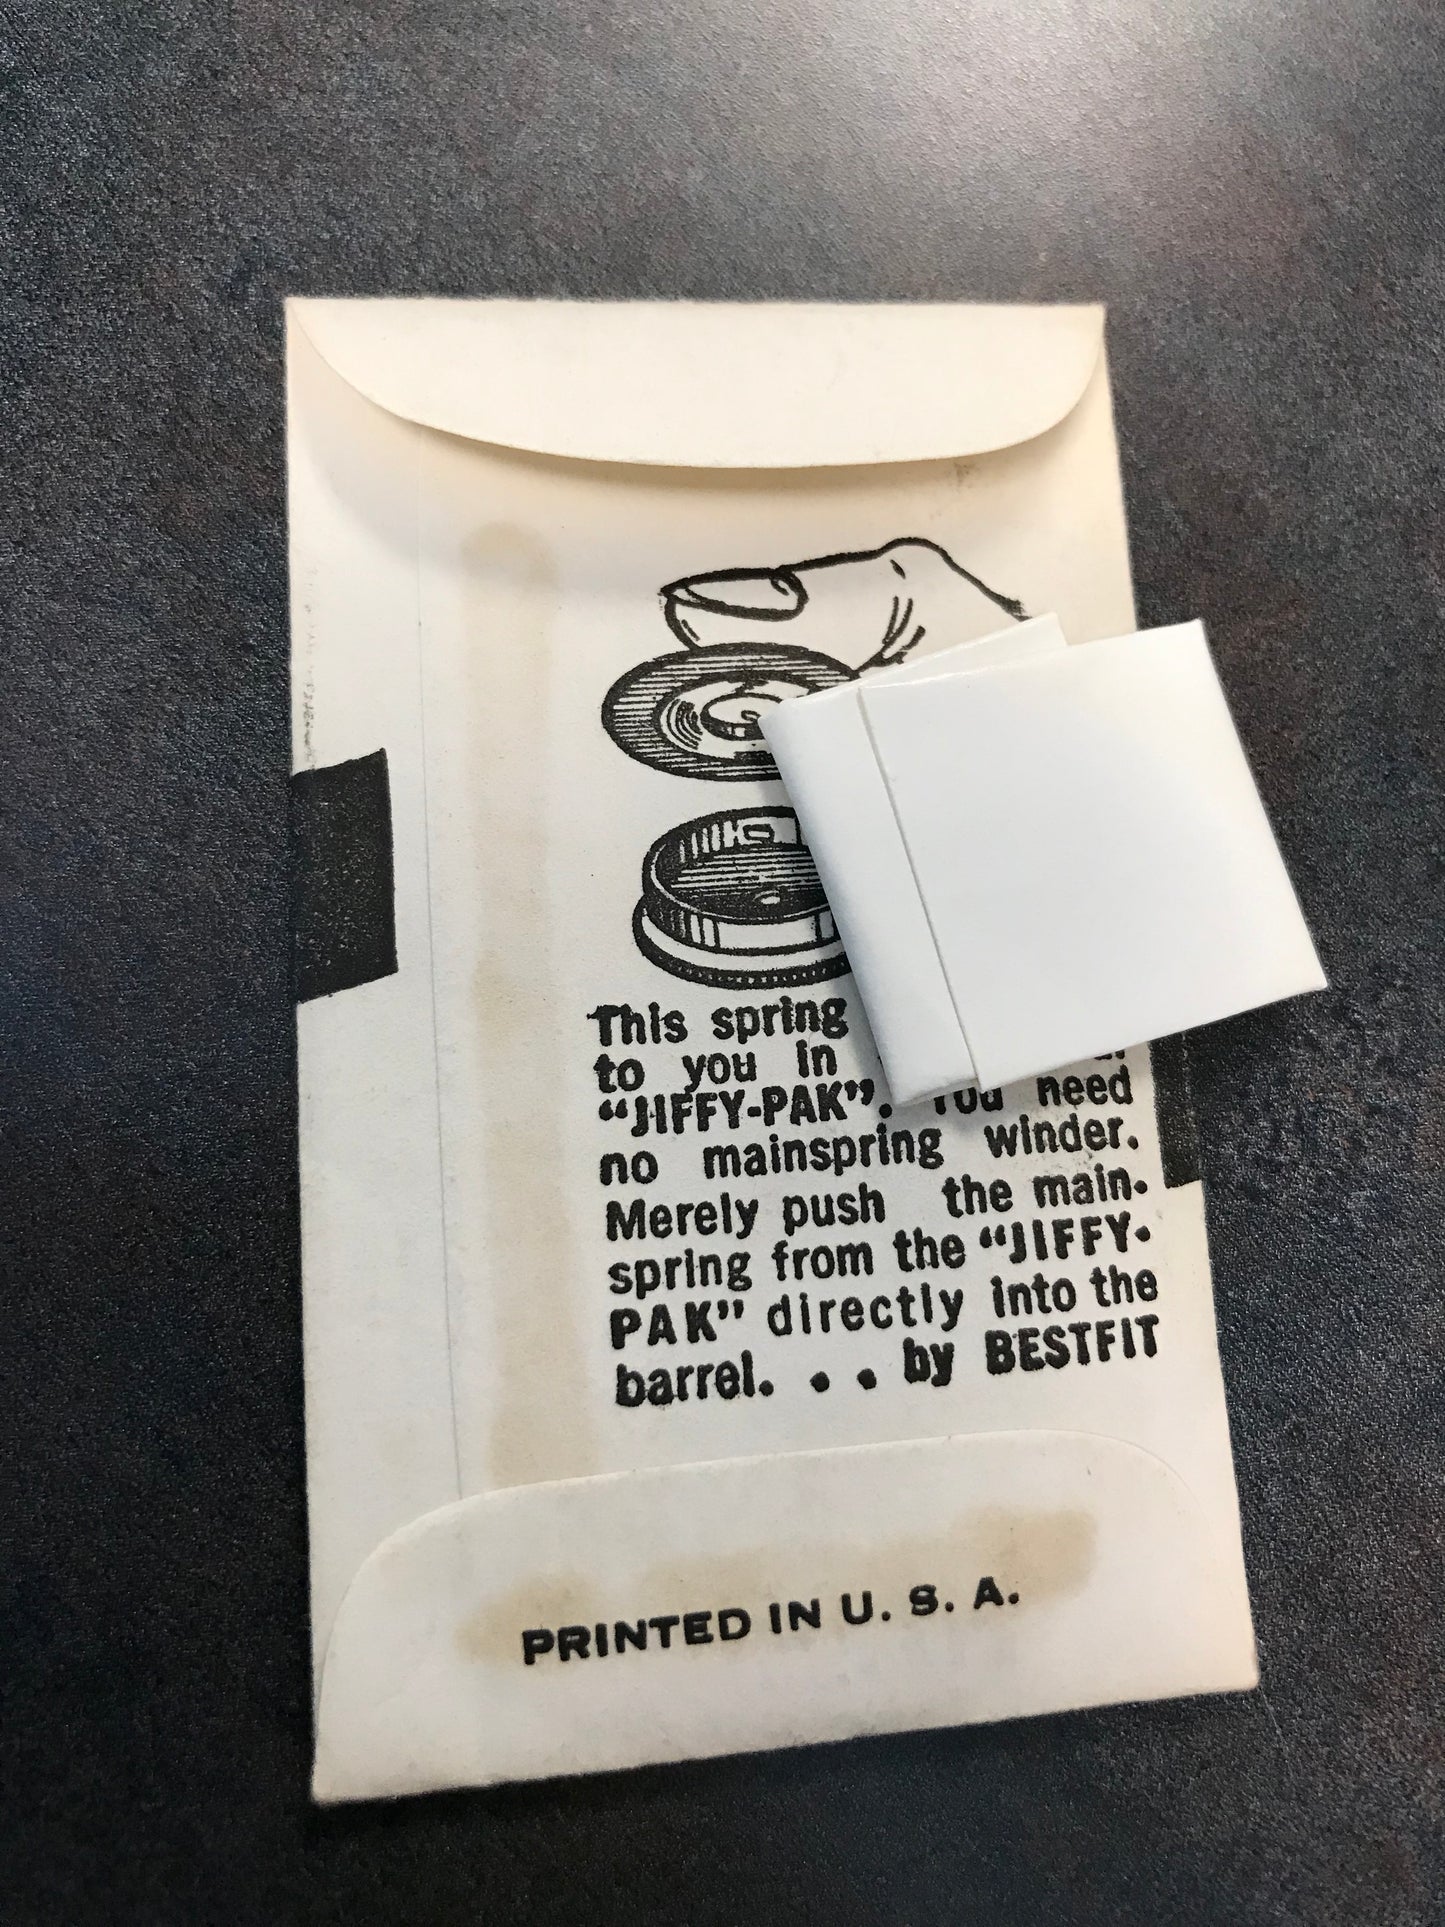 This spring
to you in
“JIFFY-PAK”. You need
no mainspring winder.
Merely push the main-
spring from the “JIFFY-
PAK” directly into the
barrel. . . by BESTFIT
PRINTED IN U. S. A.